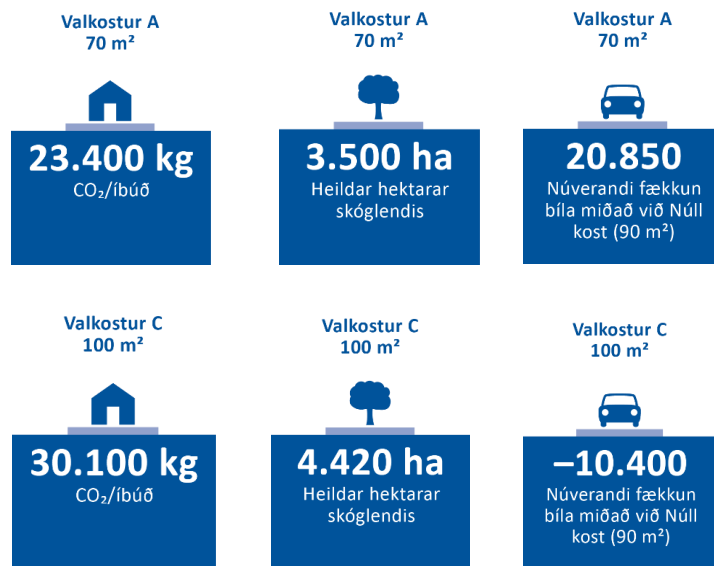 Valkostur A
70 m²
23.400 kg
CO₂/íbúð
Valkostur A
70 m²
3.500 ha
Heildar hektarar
skóglendis
Valkostur A
70 m²
20.850
Núverandi fækkun
bíla miðað við Núll
kost (90 m²)
Valkostur C
100 m²
30.100 kg
CO₂/íbúð
Valkostur C
100 m²
4.420 ha
Heildar hektarar
skóglendis
Valkostur C
100 m²
–10.400
Núverandi fækkun
bíla miðað við Núll
kost (90 m²)